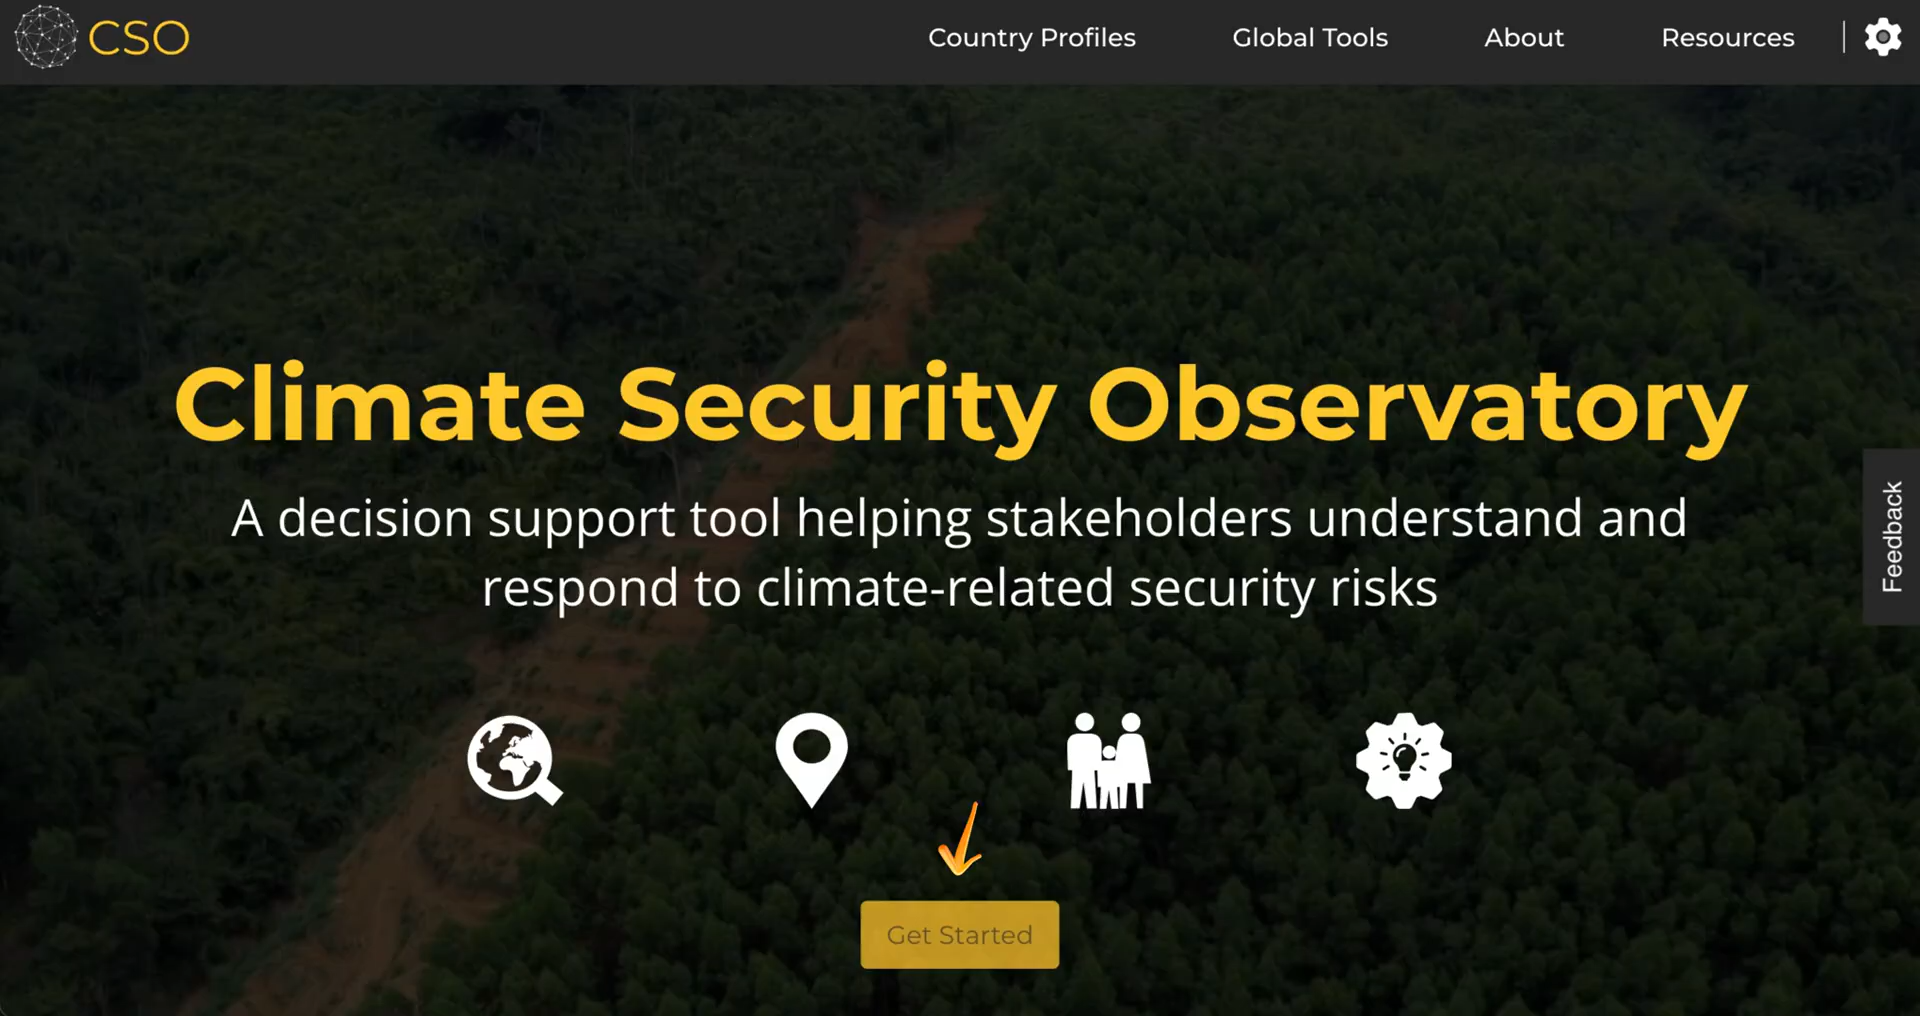 CSO
Country Profiles
Global Tools
About
Resources
Climate Security Observatory
A decision support tool helping stakeholders understand and
respond to climate-related security risks
Feedback
Get Started